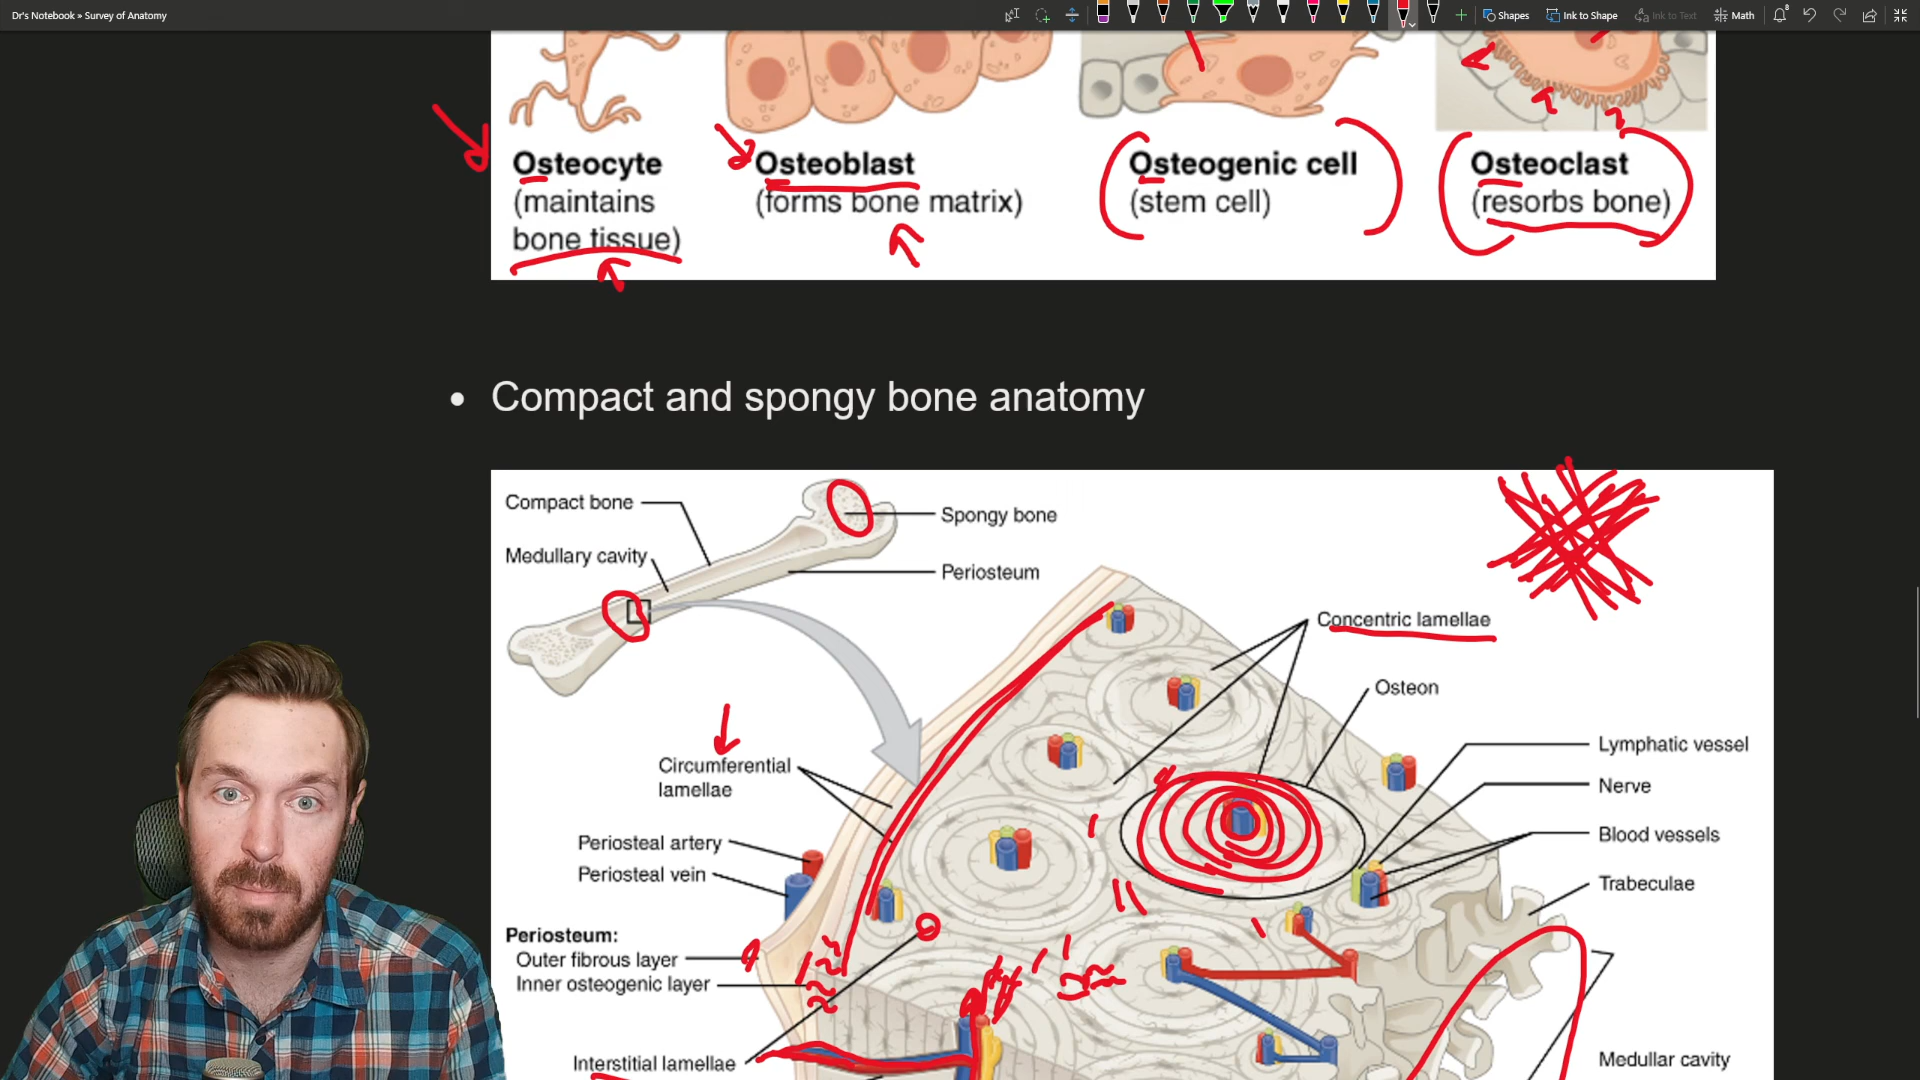 Dr's Notebook » Survey of Anatomy
Shapes
Ink to Shape
Ink to Text
Math
Osteocyte
(maintains
bone tissue)
Osteoblast
(forms bone matrix)
Osteogenic cell
(stem cell)
Osteoclast
(resorbs bone)
• Compact and spongy bone anatomy
Compact bone
Medullary cavity
Spongy bone
Periosteum
Concentric lamellae
Osteon
Circumferential
lamellae
Lymphatic vessel
Nerve
Blood vessels
Trabeculae
Periosteal artery
Periosteal vein
Periosteum:
Outer fibrous layer
Inner osteogenic layer
Interstitial lamellae
Medullar cavity